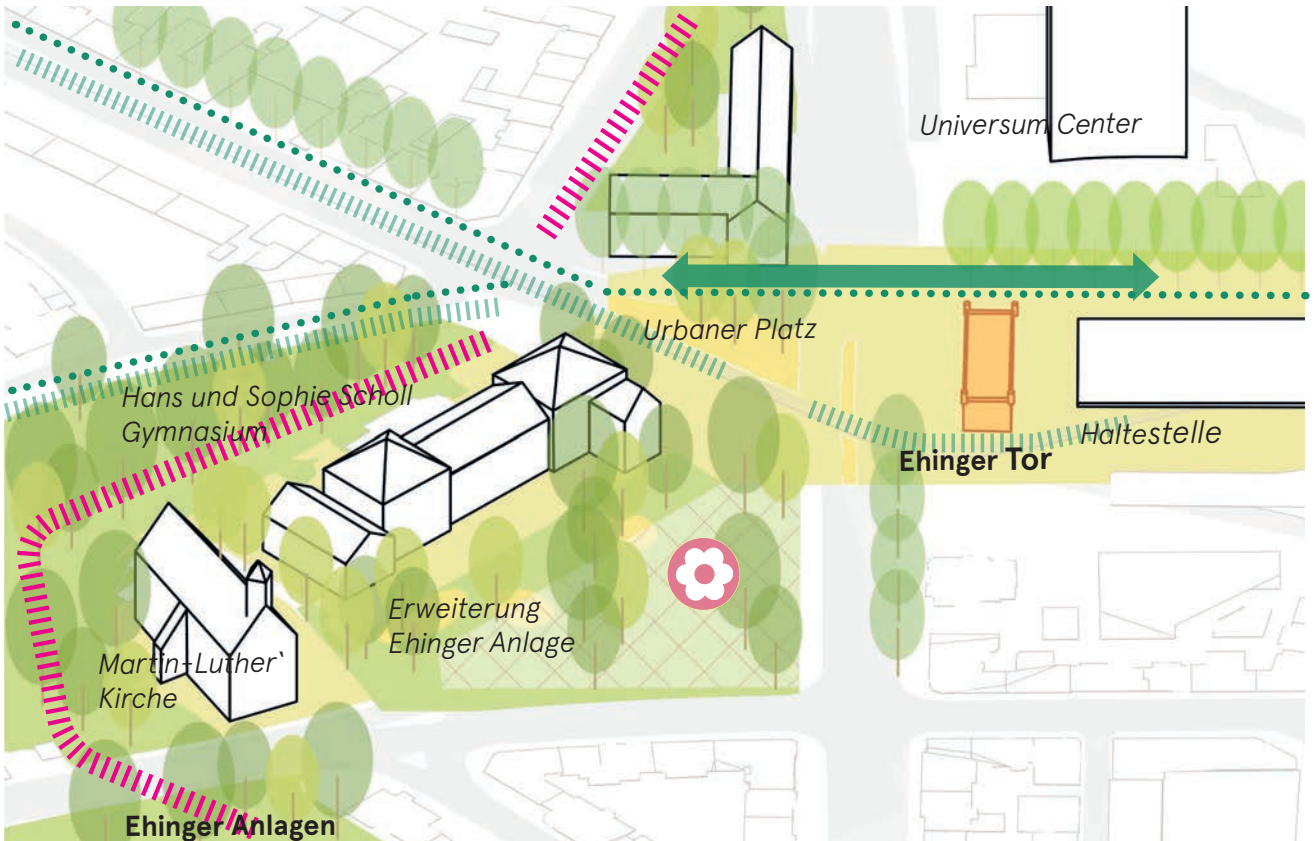 Universum Center
Urbaner Platz
Hans und Sophie Scholl
Gymnasium
Haltestelle
Ehinger Tor
Erweiterung
Ehinger Anlage
Martin-Luther`
Kirche
Ehinger Anlagen